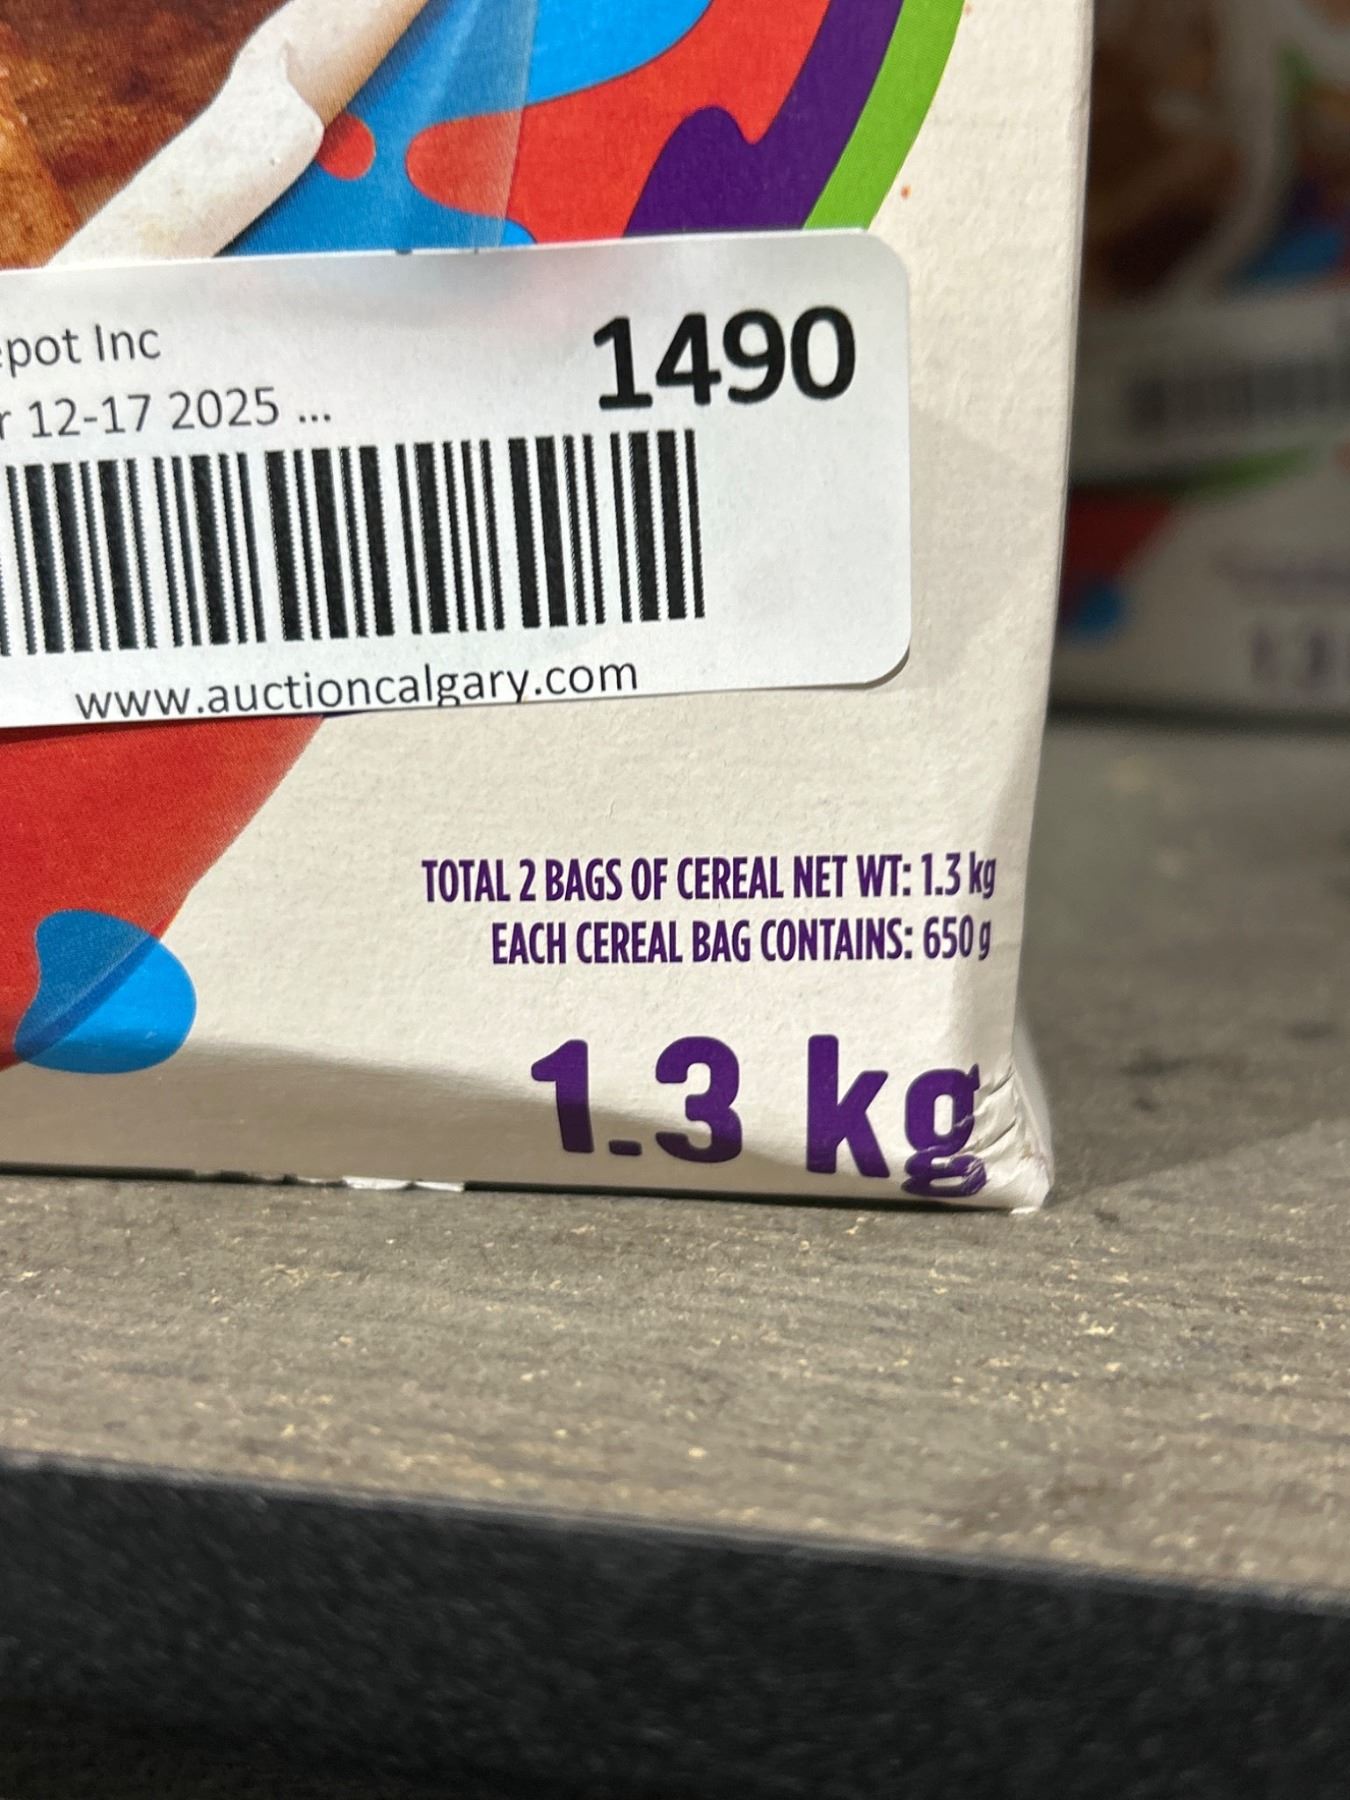 epot Inc
1490
r 12-17 2025 ...
www.auctioncalgary.com
TOTAL 2 BAGS OF CEREAL NET WT: 1.3 kg
EACH CEREAL BAG CONTAINS: 650 g
1.3 kg